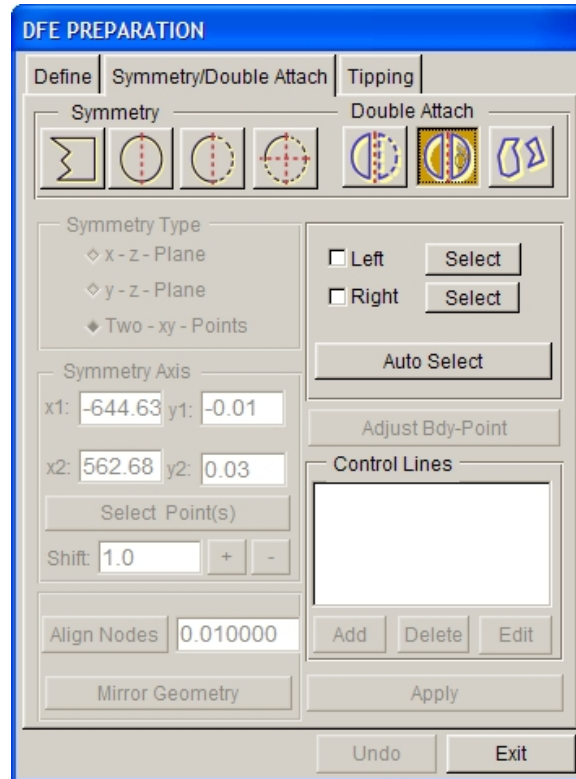 DFE PREPARATION
Define Symmetry/Double Attach Tipping
Symmetry Double Attach
Symmetry Type
x - z - Plane
y - z - Plane
Two - xy - Points
Left Select
Right Select
Auto Select
Symmetry Axis
x1: -644.63 y1: -0.01
x2: 562.68 y2: 0.03
Select Point(s)
Shift: 1.0 + -
Adjust Bdy-Point
Control Lines
Add Delete Edit
Align Nodes 0.010000
Mirror Geometry
Apply
Undo Exit